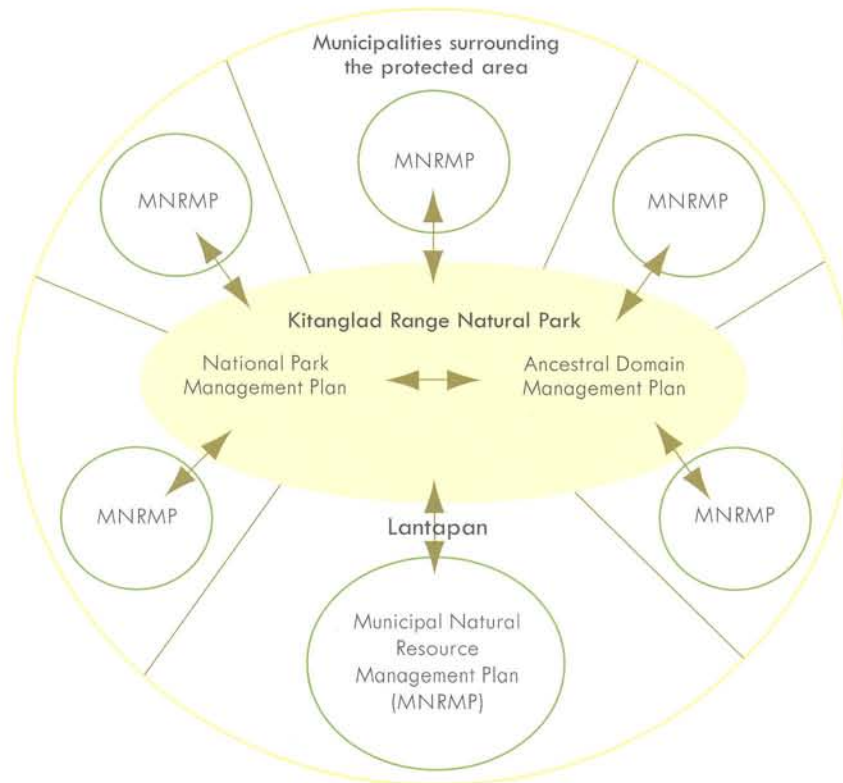 Municipalities surrounding
the protected area
MNRMP
MNRMP
MNRMP
Kitanglad Range Natural Park
National Park
Management Plan
Ancestral Domain
Management Plan
MNRMP
MNRMP
Lantapan
Municipal Natural
Resource
Management Plan
(MNRMP)